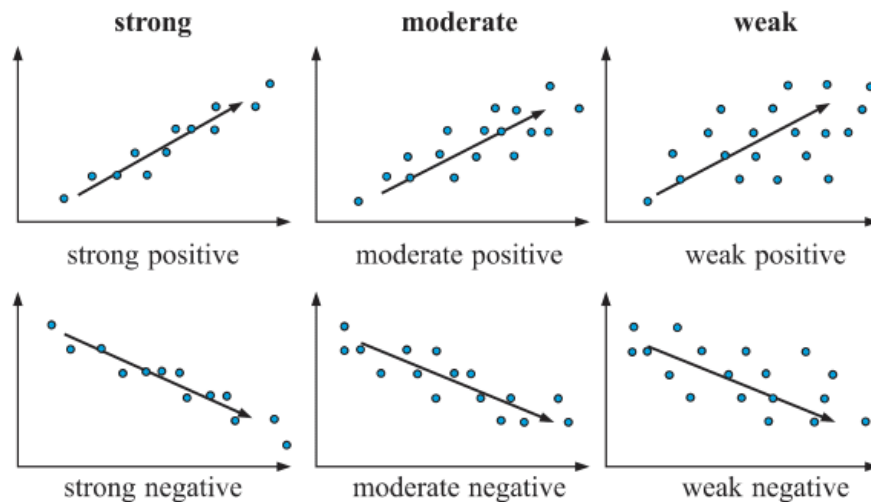 strong moderate weak
strong positive moderate positive weak positive
strong negative moderate negative weak negative